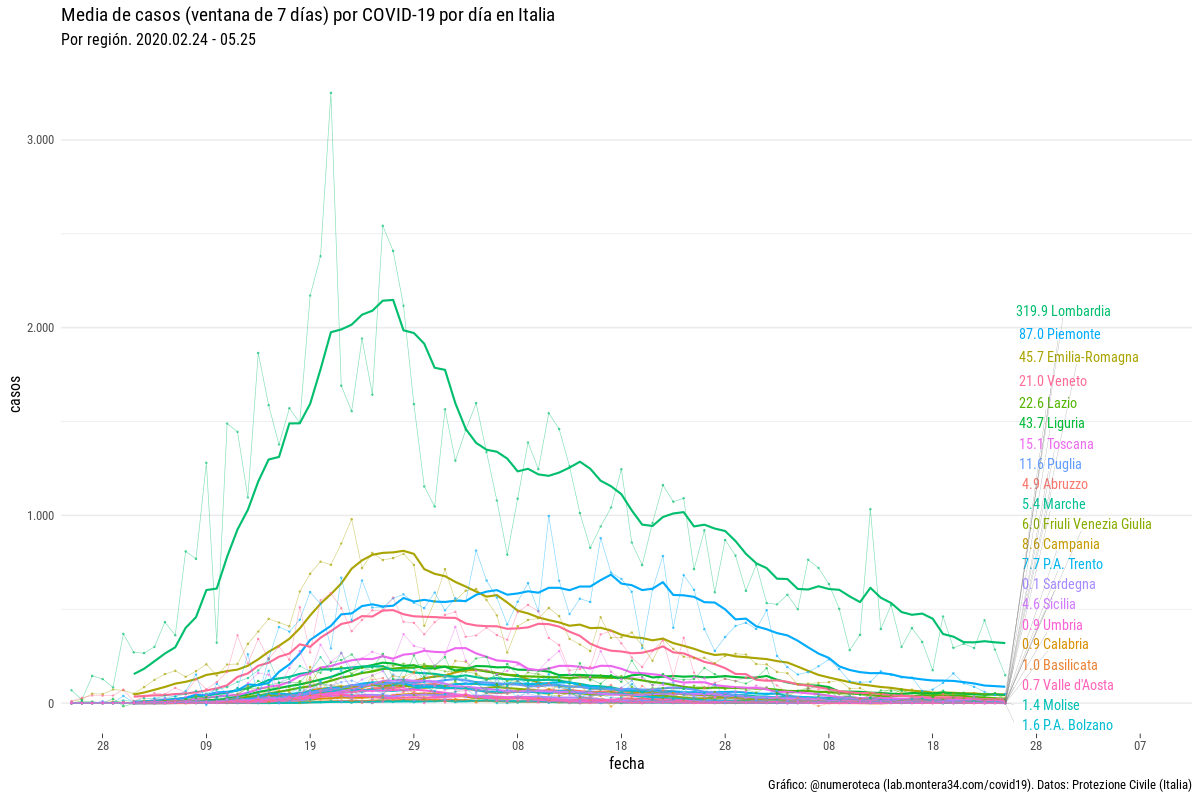 Media de casos (ventana de 7 días) por COVID-19 por día en Italia
Por región. 2020.02.24 - 05.25
3.000
2.000
1.000
0
casos
319.9 Lombardia
87.0 Piemonte
45.7 Emilia-Romagna
21.0 Veneto
22.6 Lazio
43.7 Liguria
15.1 Toscana
11.6 Puglia
4.9 Abruzzo
5.4 Marche
6.0 Friuli Venezia Giulia
8.6 Campania
7.7 P.A. Trento
0.1 Sardegna
4.6 Sicilia
0.9 Umbria
0.9 Calabria
1.0 Basilicata
0.7 Valle d'Aosta
1.4 Molise
1.6 P.A. Bolzano
28 09 19 29 08 18 28 08 18 28 07
fecha
Gráfico: @numeroteca (lab.montera34.com/covid19). Datos: Protezione Civile (Italia)